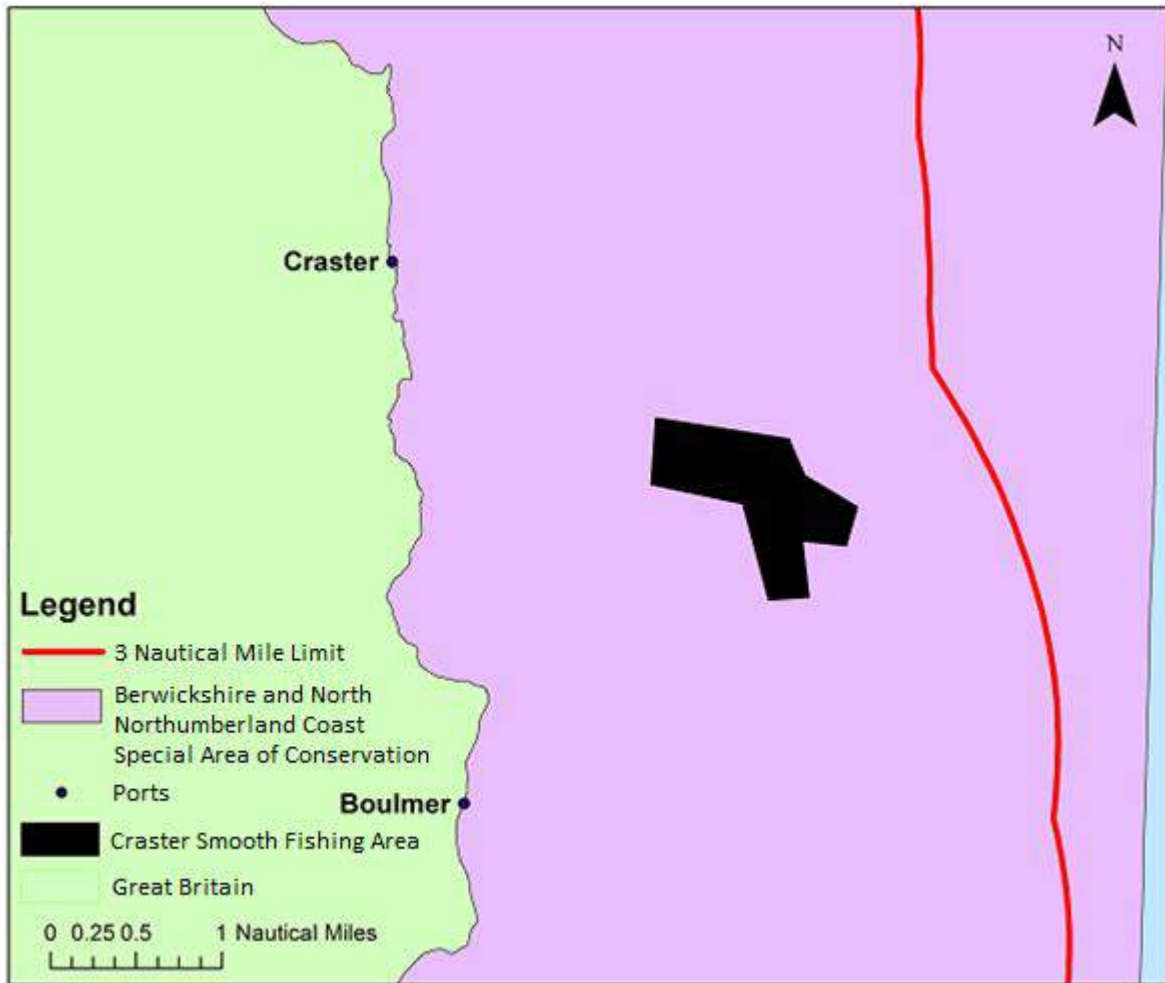 N
Craster
Legend
3 Nautical Mile Limit
Berwickshire and North
Northumberland Coast
Special Area of Conservation
Ports
Boulmer
Craster Smooth Fishing Area
Great Britain
0 0.25 0.5 1 Nautical Miles